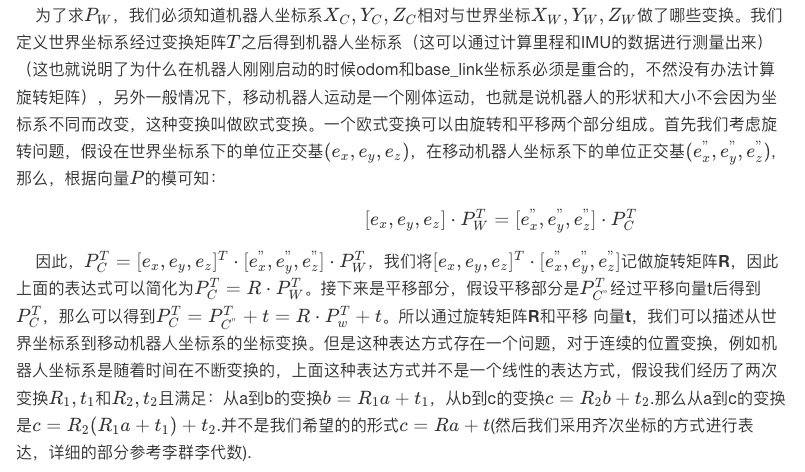 为了求$P_W$，我们必须知道机器人坐标系$X_C, Y_C, Z_C$相对与世界坐标$X_W, Y_W, Z_W$做了哪些变换。我们
定义世界坐标系经过变换矩阵$T$之后得到机器人坐标系（这可以通过计算里程和IMU的数据进行测量出来）
（这也就说明了为什么在机器人刚刚启动的时候odom和base_link坐标系必须是重合的，不然没有办法计算
旋转矩阵），另外一般情况下，移动机器人运动是一个刚体运动，也就是说机器人的形状和大小不会因为坐
标系不同而改变，这种变换叫做欧式变换。一个欧式变换可以由旋转和平移两个部分组成。首先我们考虑旋
转问题，假设在世界坐标系下的单位正交基$(e_x, e_y, e_z)$，在移动机器人坐标系下的单位正交基$(e_x^{”}, e_y^{”}, e_z^{”})$,
那么，根据向量$P$的模可知：
$[e_x, e_y, e_z] \cdot P_W^T = [e_x^{”}, e_y^{”}, e_z^{”}] \cdot P_C^T$
因此，$P_C^T = [e_x, e_y, e_z]^T \cdot [e_x^{”}, e_y^{”}, e_z^{”}] \cdot P_W^T$，我们将$[e_x, e_y, e_z]^T \cdot [e_x^{”}, e_y^{”}, e_z^{”}]$记做旋转矩阵R，因此
上面的表达式可以简化为$P_C^T = R \cdot P_W^T$。接下来是平移部分，假设平移部分是$P_{C^{”}}^T$经过平移向量t后得到
$P_C^T$，那么可以得到$P_C^T = P_{C^{”}}^T + t = R \cdot P_w^T + t$。所以通过旋转矩阵R和平移 向量t，我们可以描述从世
界坐标系到移动机器人坐标系的坐标变换。但是这种表达方式存在一个问题，对于连续的位置变换，例如机
器人坐标系是随着时间在不断变换的，上面这种表达方式并不是一个线性的表达方式，假设我们经历了两次
变换$R_1, t_1$和$R_2, t_2$且满足：从a到b的变换$b = R_1a + t_1$，从b到c的变换$c = R_2b + t_2$.那么从a到c的变换
是$c = R_2(R_1a + t_1) + t_2$.并不是我们希望的的形式$c = Ra + t$(然后我们采用齐次坐标的方式进行表
达，详细的部分参考李群李代数).